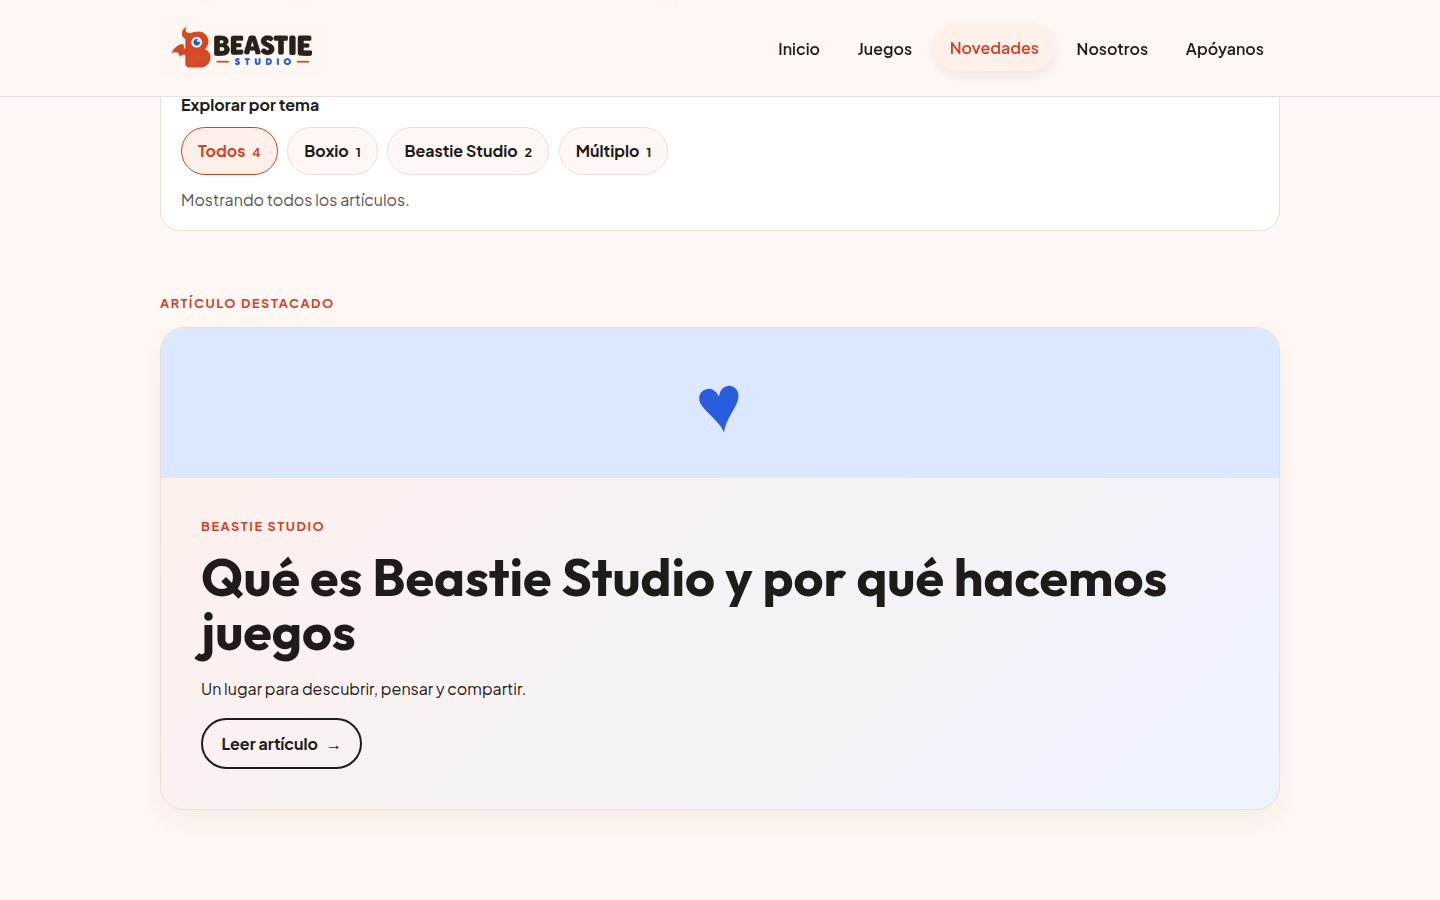 BEASTIE
STUDIO
Inicio Juegos Novedades Nosotros Apóyanos
Explorar por tema
Todos 4 Boxio 1 Beastie Studio 2 Múltiplo 1
Mostrando todos los artículos.
ARTÍCULO DESTACADO
BEASTIE STUDIO
Qué es Beastie Studio y por qué hacemos
juegos
Un lugar para descubrir, pensar y compartir.
Leer artículo →